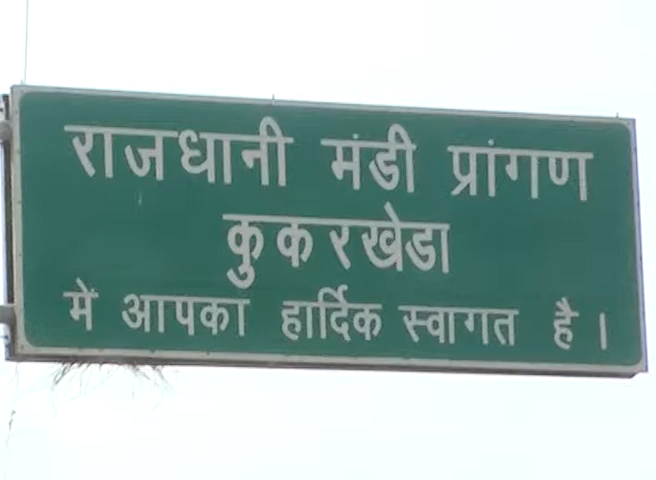 राजधानी मंडी प्रांगण
कुकरखेडा
में आपका हार्दिक स्वागत है।